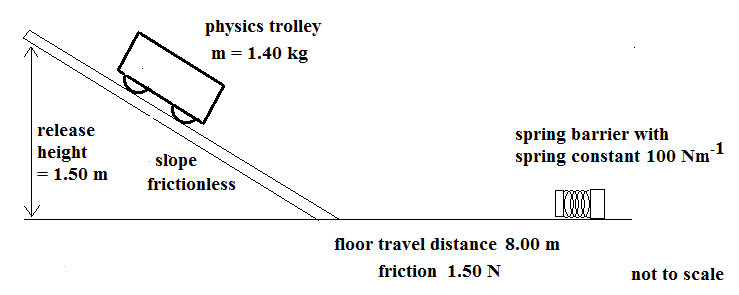 physics trolley
m = 1.40 kg
release
height
= 1.50 m
slope
frictionless
spring barrier with
spring constant 100 Nm⁻¹
floor travel distance 8.00 m
friction 1.50 N
not to scale